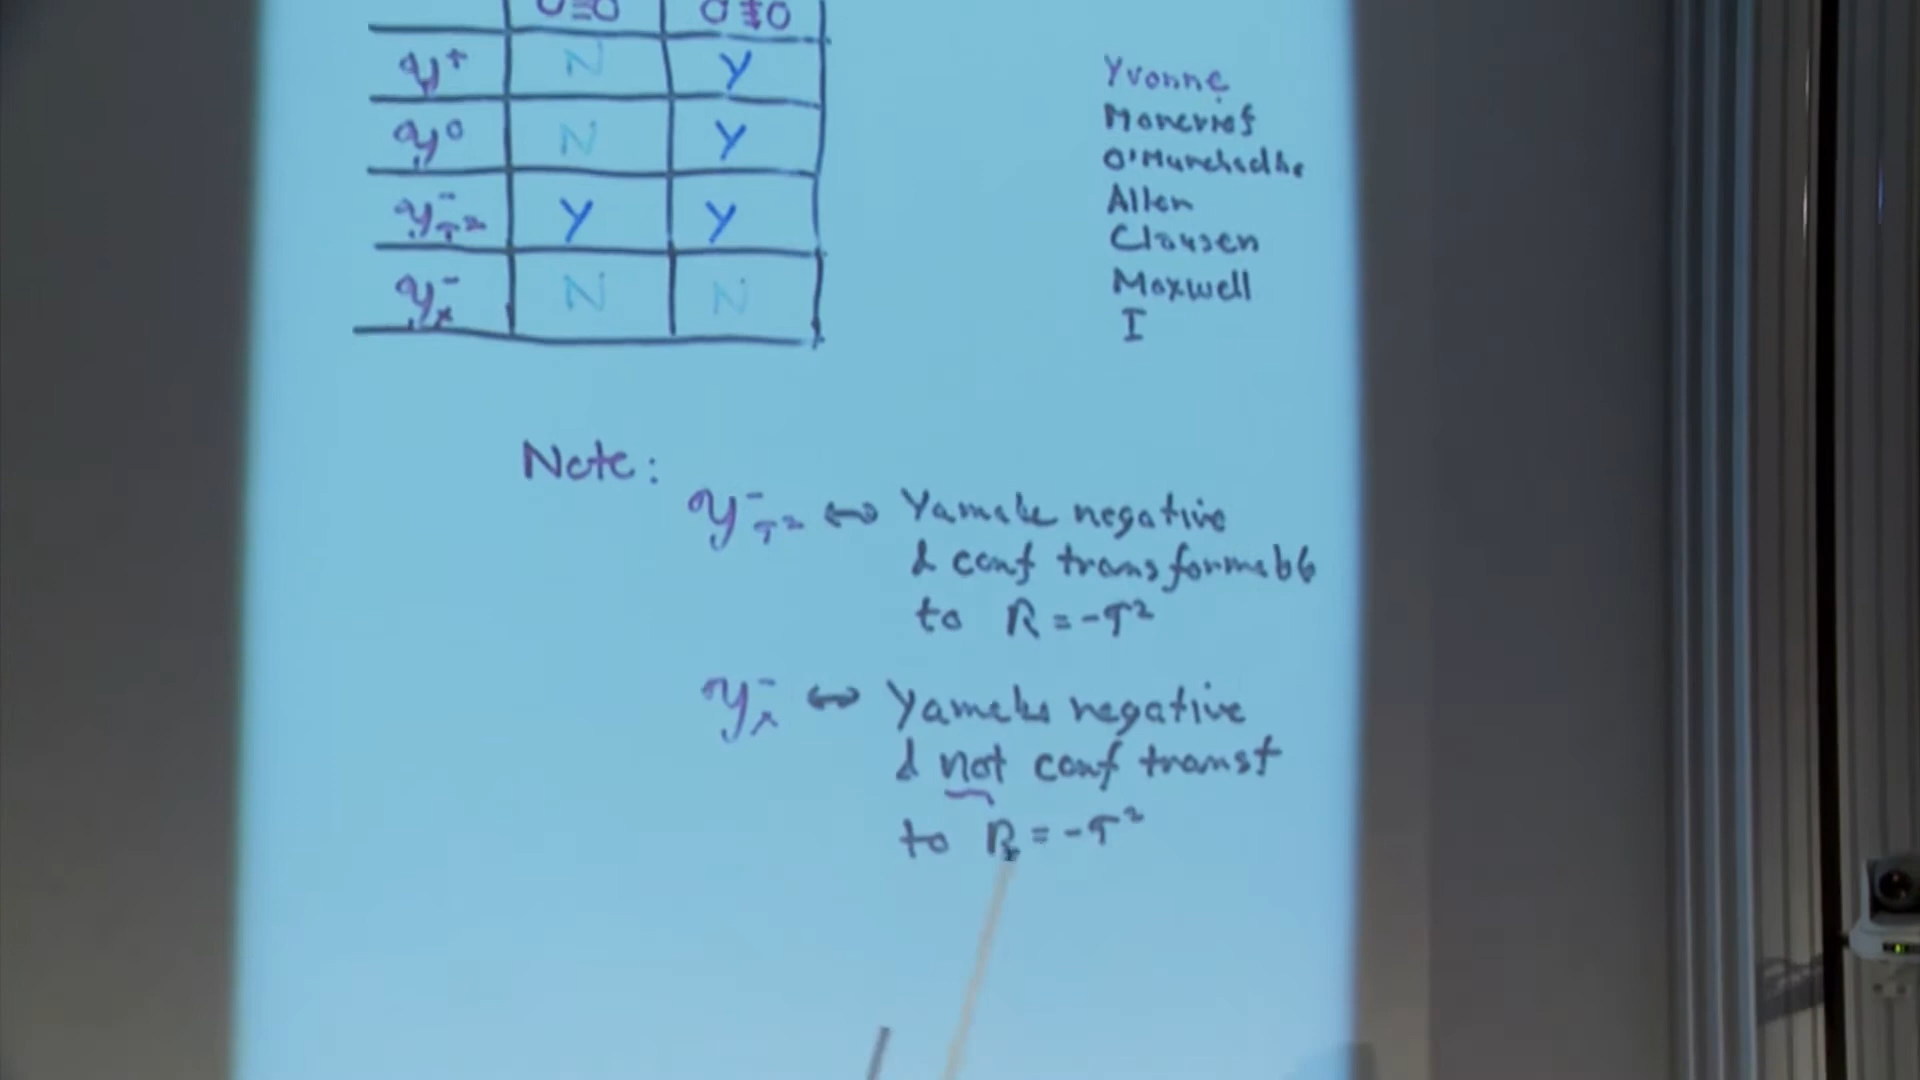 σ≡0 σ≢0
y⁺ N Y
y⁰ N Y
y⁻τ² Y Y
y⁻ₓ N N
Yvonne
Moncrief
O'Murchadha
Allen
Clausen
Maxwell
I
Note:
y⁻τ² ↔ Yamabe negative
& conf transformable
to R = -τ²
y⁻ₓ ↔ Yamabe negative
& not conf transf
to R = -τ²